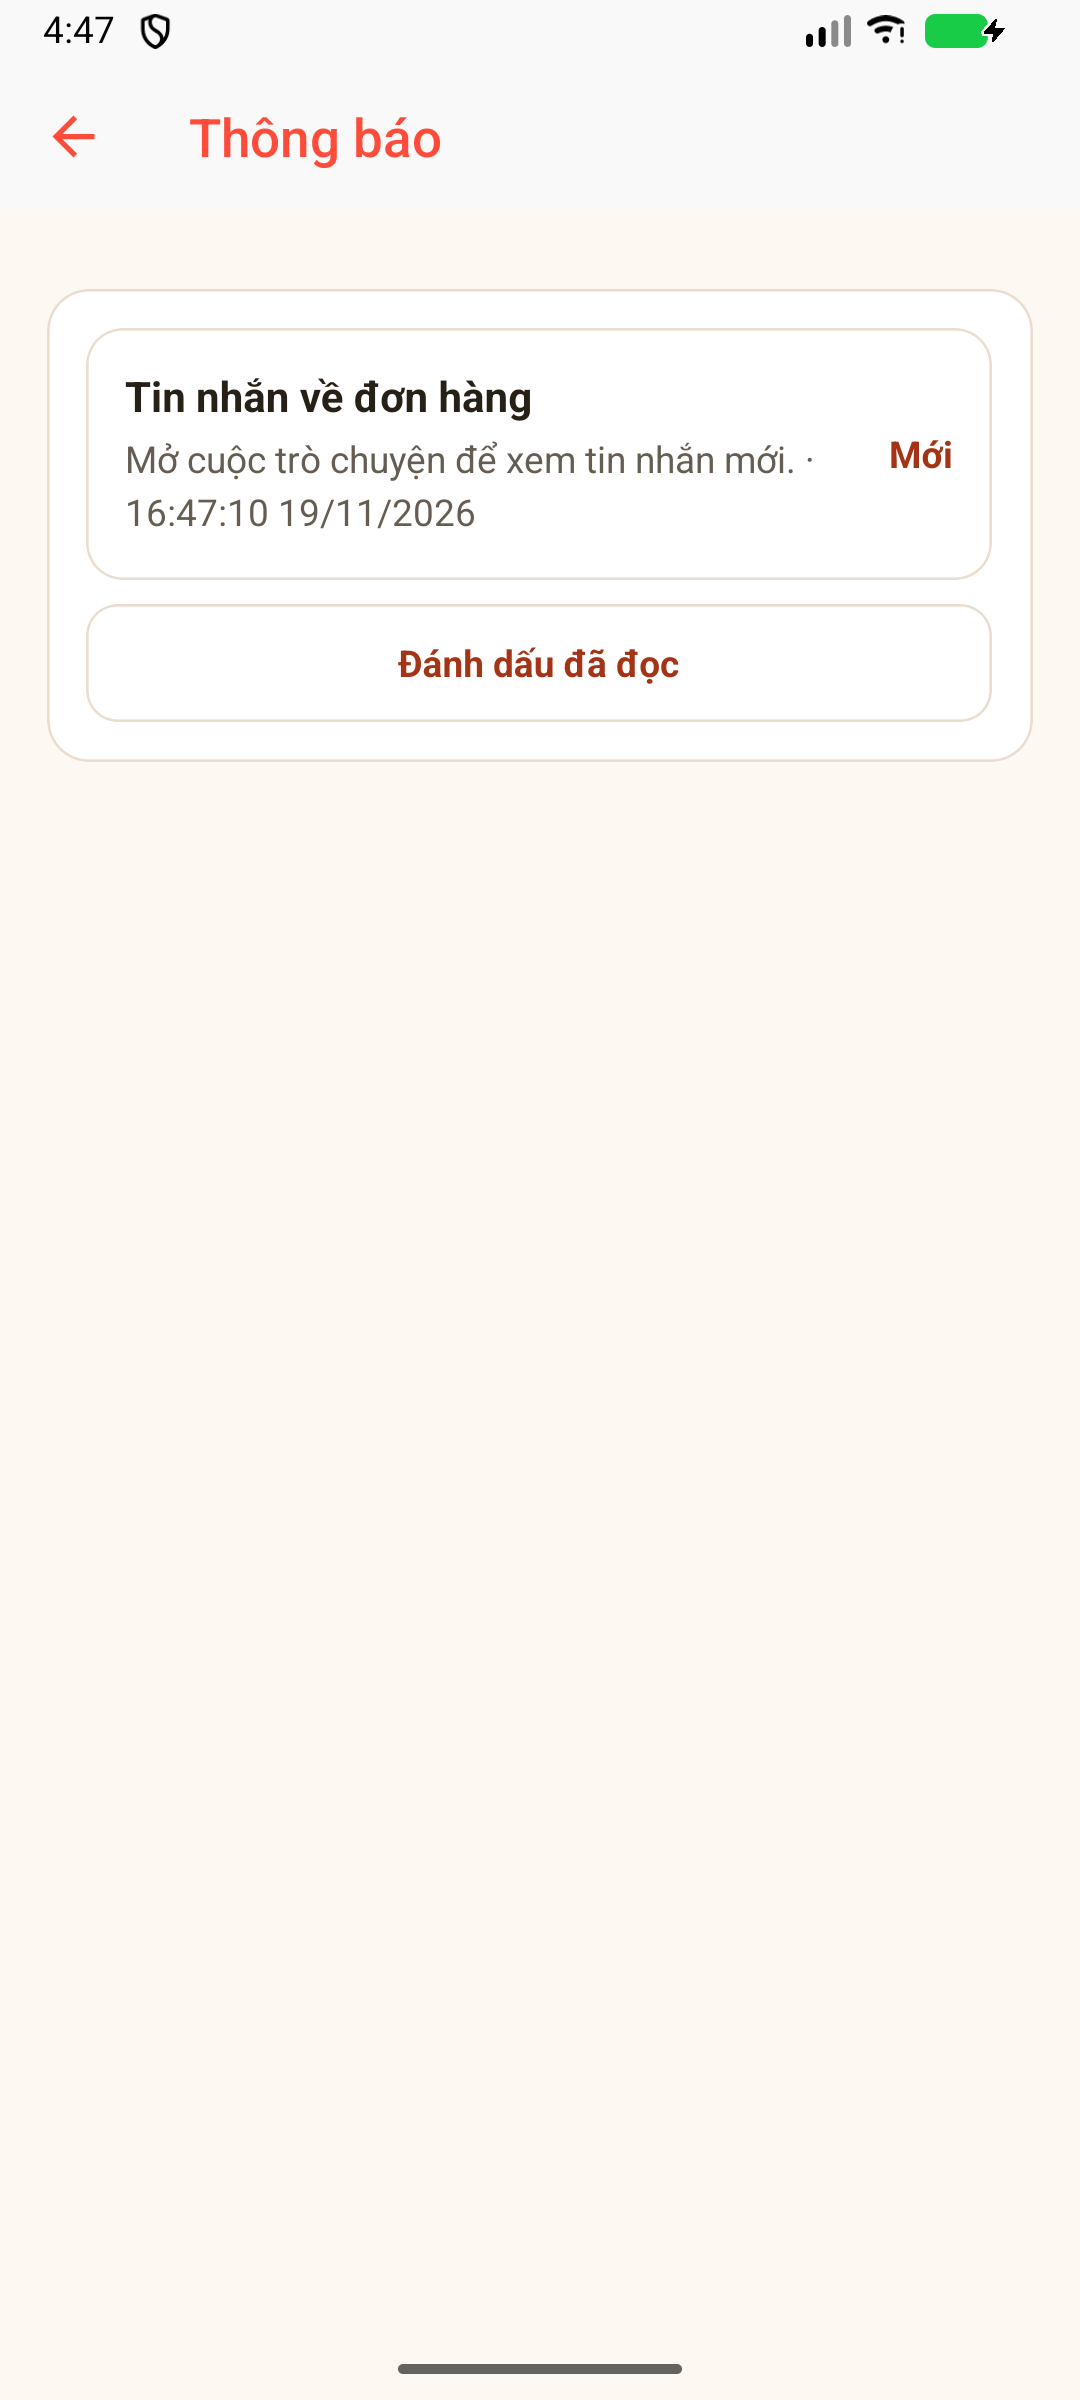 4:47
Thông báo
Tin nhắn về đơn hàng
Mở cuộc trò chuyện để xem tin nhắn mới. ·
16:47:10 19/11/2026
Mới
Đánh dấu đã đọc